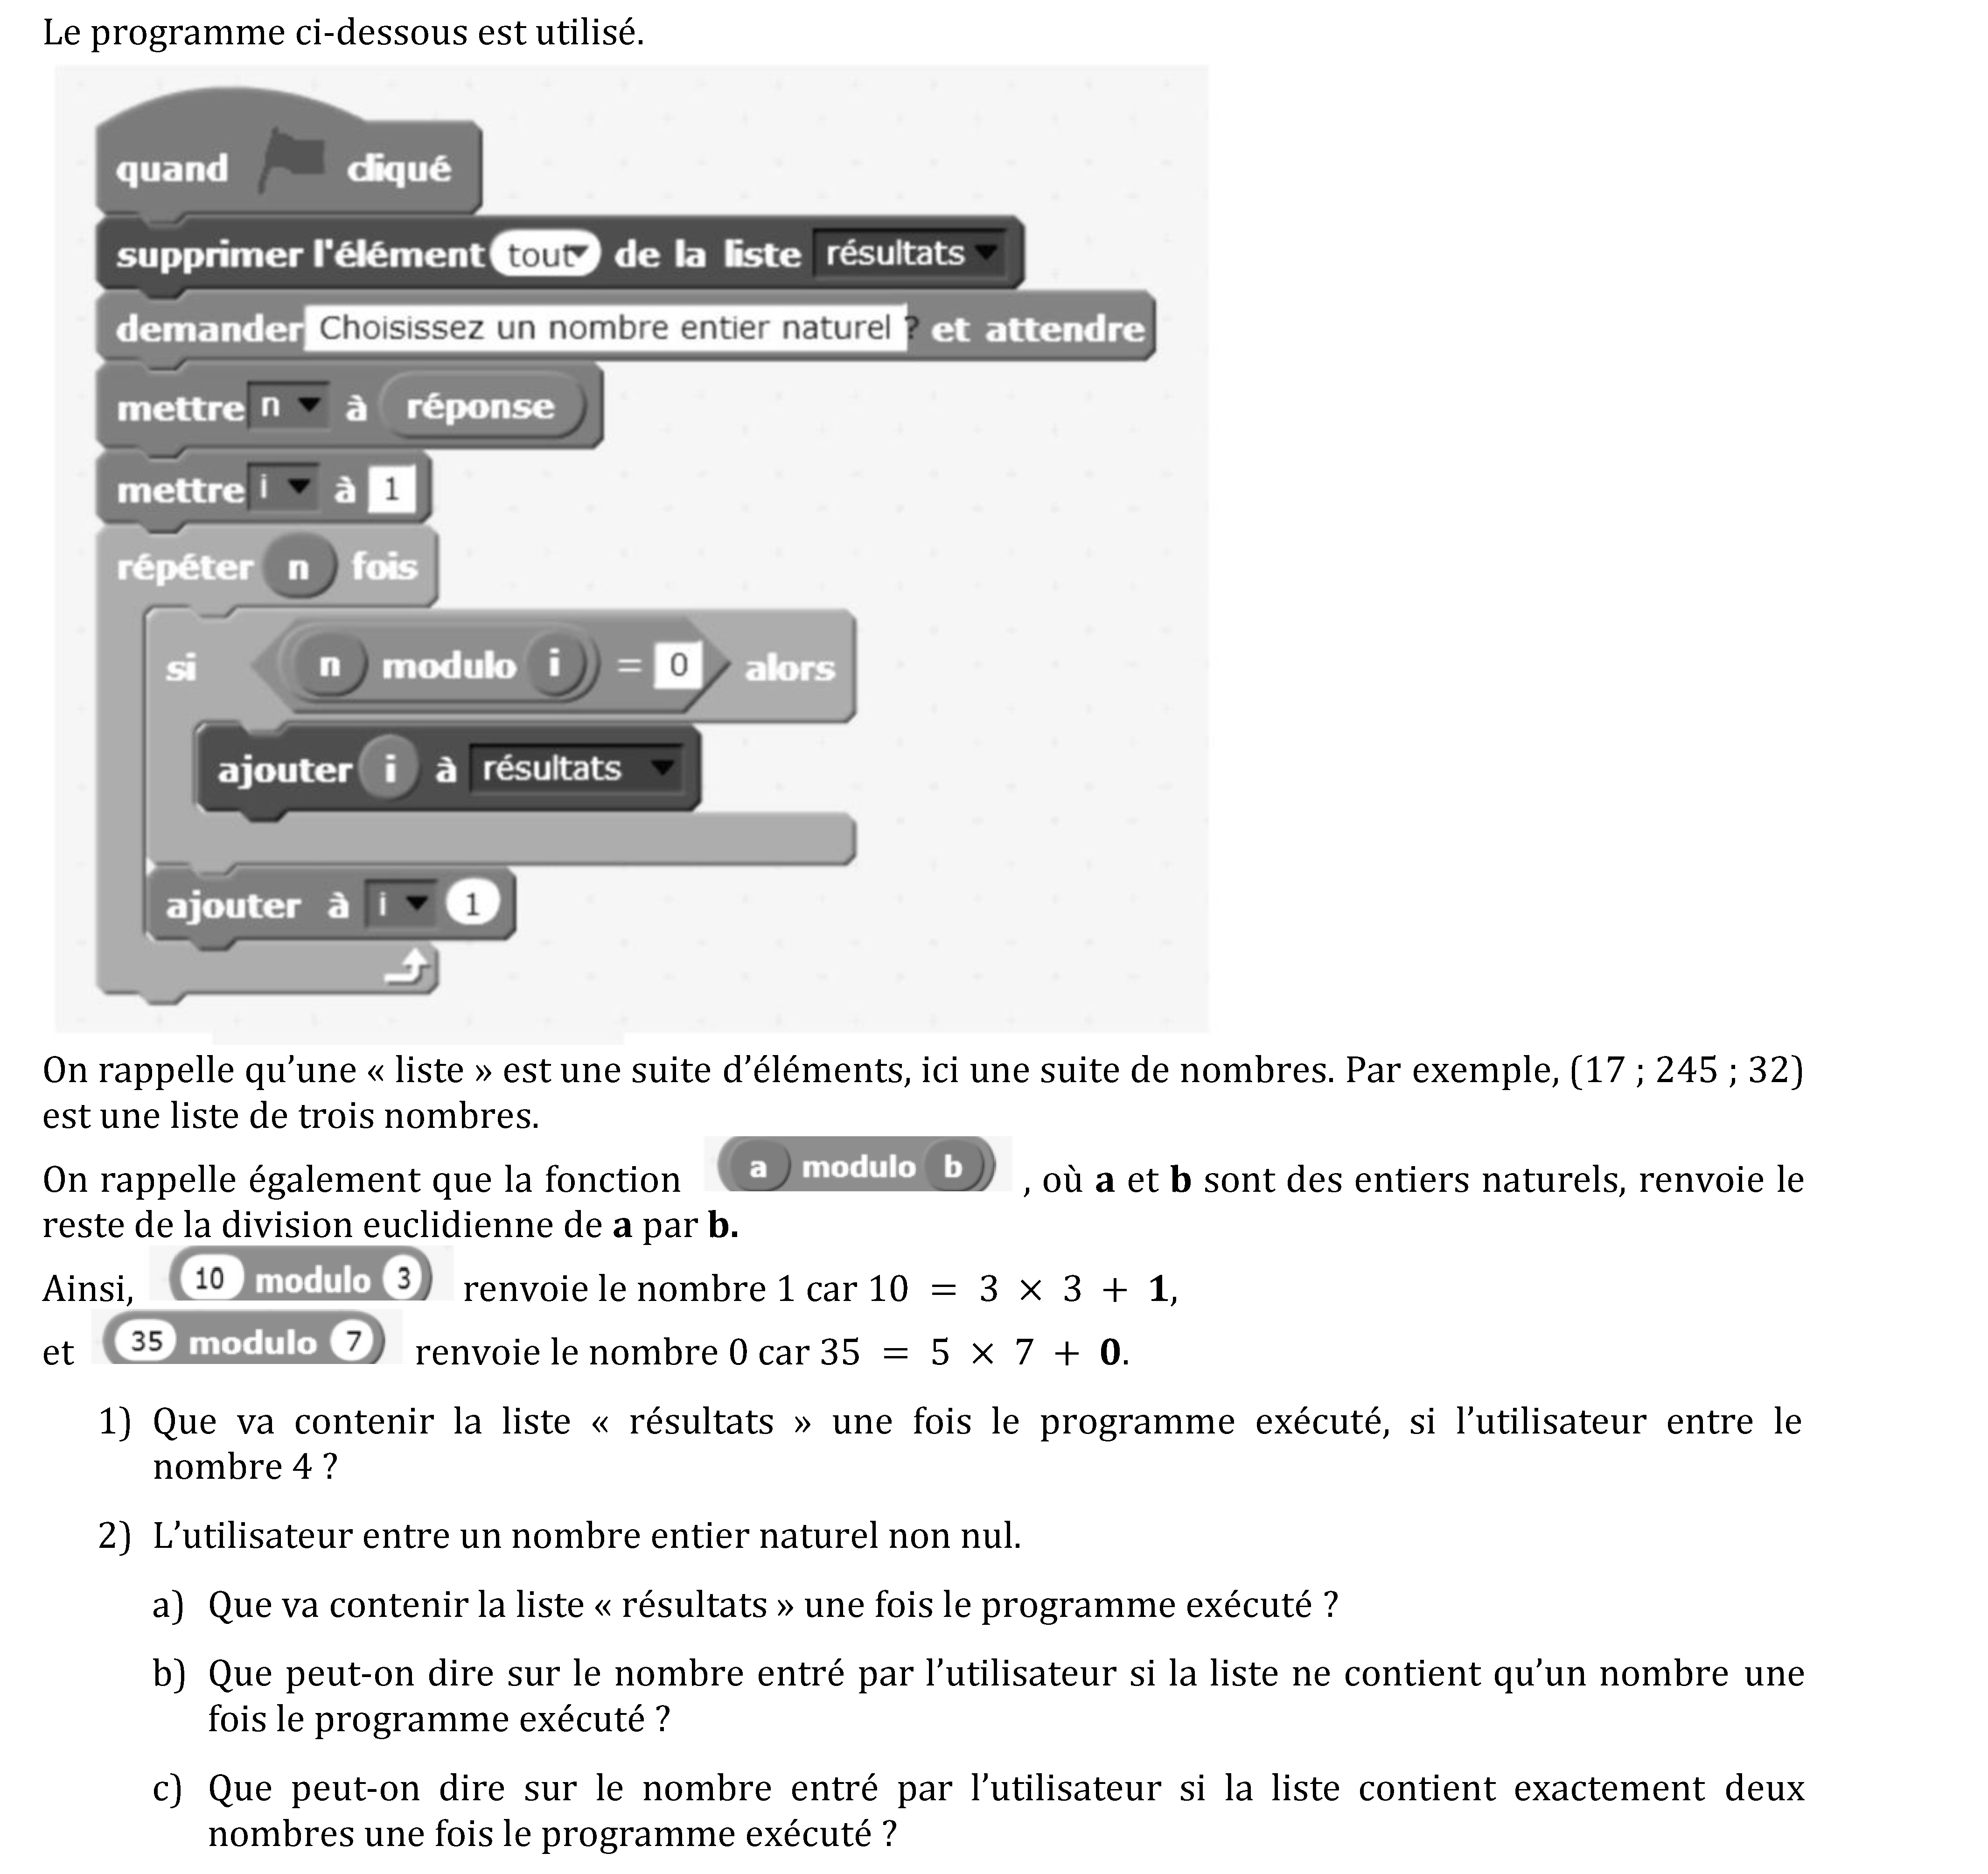 Le programme ci-dessous est utilisé.
quand cliqué
supprimer l'élément tout de la liste résultats
demander Choisissez un nombre entier naturel ? et attendre
mettre n à réponse
mettre i à 1
répéter n fois
si n modulo i = 0 alors
ajouter i à résultats
ajouter à i 1
On rappelle qu’une « liste » est une suite d’éléments, ici une suite de nombres. Par exemple, (17 ; 245 ; 32)
est une liste de trois nombres.
On rappelle également que la fonction a modulo b , où a et b sont des entiers naturels, renvoie le
reste de la division euclidienne de a par b.
Ainsi, 10 modulo 3 renvoie le nombre 1 car 10 = 3 × 3 + 1,
et 35 modulo 7 renvoie le nombre 0 car 35 = 5 × 7 + 0.
1) Que va contenir la liste « résultats » une fois le programme exécuté, si l’utilisateur entre le
nombre 4 ?
2) L’utilisateur entre un nombre entier naturel non nul.
a) Que va contenir la liste « résultats » une fois le programme exécuté ?
b) Que peut-on dire sur le nombre entré par l’utilisateur si la liste ne contient qu’un nombre une
fois le programme exécuté ?
c) Que peut-on dire sur le nombre entré par l’utilisateur si la liste contient exactement deux
nombres une fois le programme exécuté ?